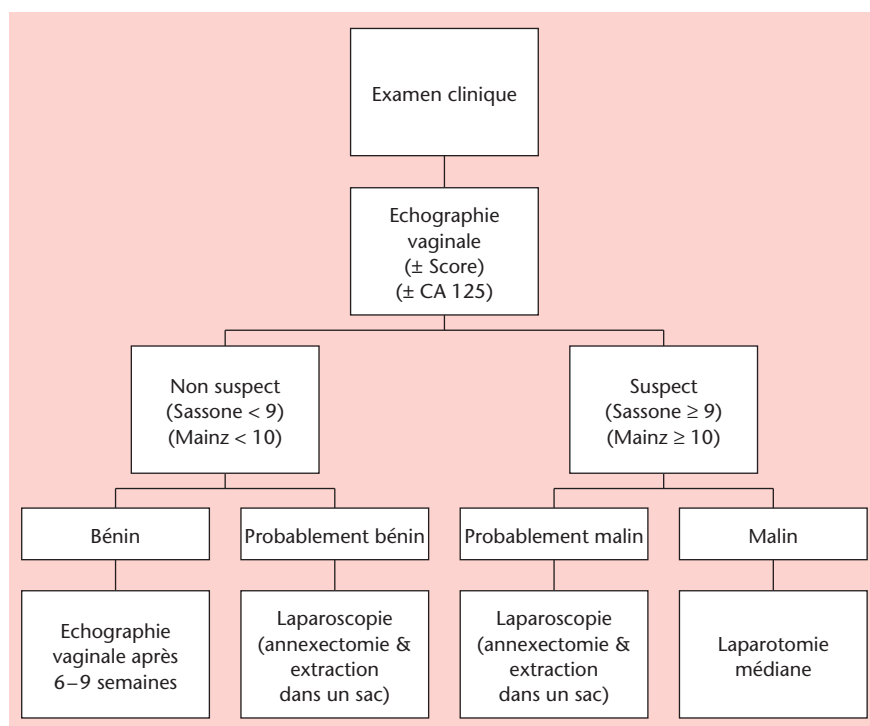 Examen clinique
Echographie
vaginale
(± Score)
(± CA 125)
Non suspect
(Sassone < 9)
(Mainz < 10)
Suspect
(Sassone ≥ 9)
(Mainz ≥ 10)
Bénin
Probablement bénin
Probablement malin
Malin
Echographie
vaginale après
6–9 semaines
Laparoscopie
(annexectomie &
extraction
dans un sac)
Laparoscopie
(annexectomie &
extraction
dans un sac)
Laparotomie
médiane